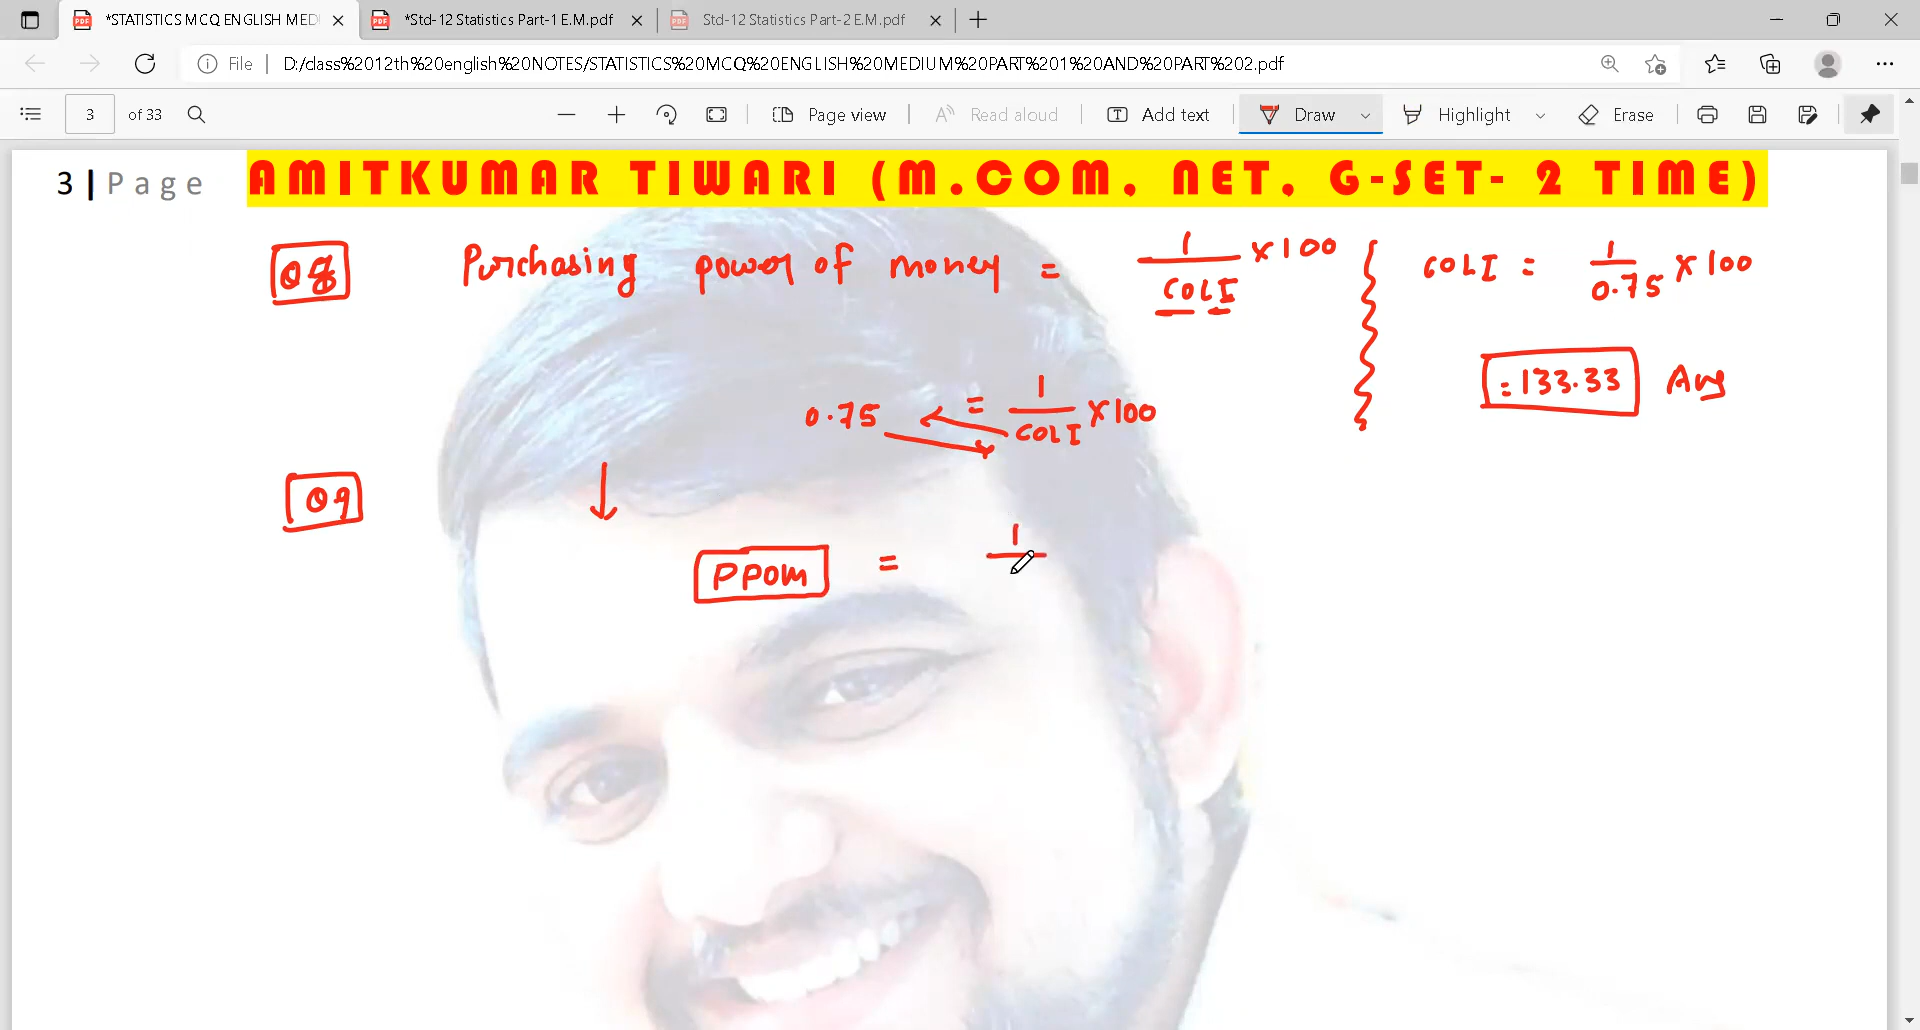 *STATISTICS MCQ ENGLISH MED
*Std-12 Statistics Part-1 E.M.pdf
Std-12 Statistics Part-2 E.M.pdf
File
D:/class%2012th%20english%20NOTES/STATISTICS%20MCQ%20ENGLISH%20MEDIUM%20PART%201%20AND%20PART%202.pdf
3 of 33
Page view
Read aloud
Add text
Draw
Highlight
Erase
3 | Page AMITKUMAR TIWARI (M.COM, NET, G-SET- 2 TIME)
Q8 Purchasing power of money = 1/COLI × 100
COLI = 1/0.75 × 100
= 133.33 Ans
0.75 = 1/COLI × 100
Q9
PPOM = 1